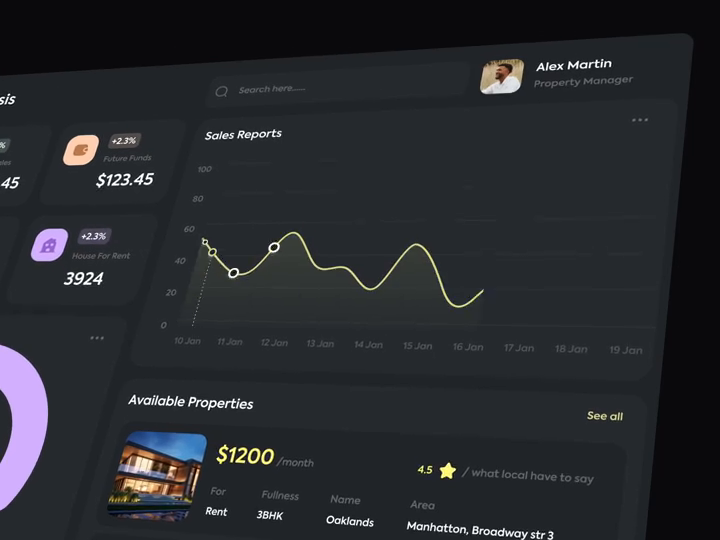 sis
Search here......
Alex Martin
Property Manager
%
+2.3%
Future Funds
.45
$123.45
+2.3%
House For Rent
3924
Sales Reports
100
80
60
40
20
0
10 Jan
11 Jan
12 Jan
13 Jan
14 Jan
15 Jan
16 Jan
17 Jan
18 Jan
19 Jan
Available Properties
See all
$1200 /month
4.5 / what local have to say
For
Fullness
Name
Area
Rent
3BHK
Oaklands
Manhatton, Broadway str 3